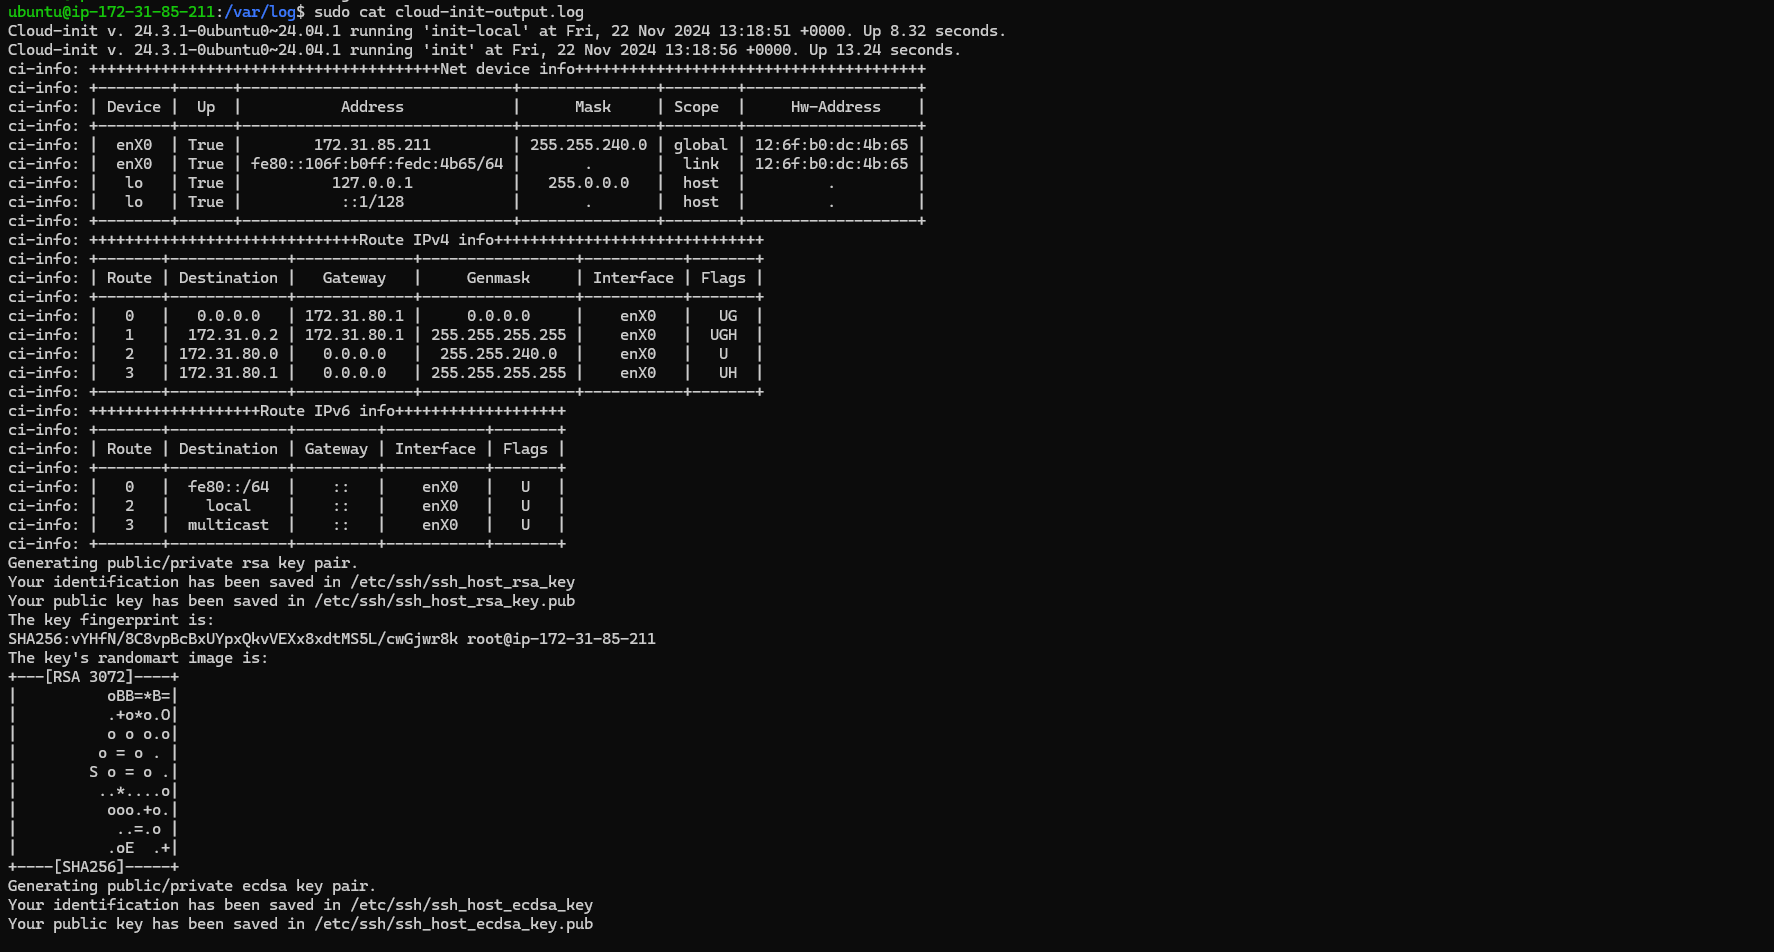 ubuntu@ip-172-31-85-211:/var/log$ sudo cat cloud-init-output.log
Cloud-init v. 24.3.1-0ubuntu0~24.04.1 running 'init-local' at Fri, 22 Nov 2024 13:18:51 +0000. Up 8.32 seconds.
Cloud-init v. 24.3.1-0ubuntu0~24.04.1 running 'init' at Fri, 22 Nov 2024 13:18:56 +0000. Up 13.24 seconds.
ci-info: +++++++++++++++++++++++++++++++++++++++Net device info+++++++++++++++++++++++++++++++++++++++
ci-info: +--------+------+------------------------------+---------------+--------+-------------------+
ci-info: | Device |  Up  |           Address            |      Mask     | Scope  |     Hw-Address    |
ci-info: +--------+------+------------------------------+---------------+--------+-------------------+
ci-info: |  enX0  | True |        172.31.85.211         | 255.255.240.0 | global | 12:6f:b0:dc:4b:65 |
ci-info: |  enX0  | True | fe80::106f:b0ff:fedc:4b65/64 |       .       |  link  | 12:6f:b0:dc:4b:65 |
ci-info: |   lo   | True |          127.0.0.1           |   255.0.0.0   |  host  |         .         |
ci-info: |   lo   | True |           ::1/128            |       .       |  host  |         .         |
ci-info: +--------+------+------------------------------+---------------+--------+-------------------+
ci-info: ++++++++++++++++++++++++++++++Route IPv4 info++++++++++++++++++++++++++++++
ci-info: +-------+-------------+-------------+-----------------+-----------+-------+
ci-info: | Route | Destination |   Gateway   |     Genmask     | Interface | Flags |
ci-info: +-------+-------------+-------------+-----------------+-----------+-------+
ci-info: |   0   |   0.0.0.0   | 172.31.80.1 |     0.0.0.0     |    enX0   |   UG  |
ci-info: |   1   |  172.31.0.2 | 172.31.80.1 | 255.255.255.255 |    enX0   |  UGH  |
ci-info: |   2   | 172.31.80.0 |   0.0.0.0   |  255.255.240.0  |    enX0   |   U   |
ci-info: |   3   | 172.31.80.1 |   0.0.0.0   | 255.255.255.255 |    enX0   |   UH  |
ci-info: +-------+-------------+-------------+-----------------+-----------+-------+
ci-info: +++++++++++++++++++Route IPv6 info+++++++++++++++++++
ci-info: +-------+-------------+---------+-----------+-------+
ci-info: | Route | Destination | Gateway | Interface | Flags |
ci-info: +-------+-------------+---------+-----------+-------+
ci-info: |   0   |  fe80::/64  |    ::   |    enX0   |   U   |
ci-info: |   2   |    local    |    ::   |    enX0   |   U   |
ci-info: |   3   |  multicast  |    ::   |    enX0   |   U   |
ci-info: +-------+-------------+---------+-----------+-------+
Generating public/private rsa key pair.
Your identification has been saved in /etc/ssh/ssh_host_rsa_key
Your public key has been saved in /etc/ssh/ssh_host_rsa_key.pub
The key fingerprint is:
SHA256:vYHfN/8C8vpBcBxUYpxQkvVEXx8xdtMS5L/cwGjwr8k root@ip-172-31-85-211
The key's randomart image is:
+---[RSA 3072]----+
|          oBB=*B=|
|          .+o*o.O|
|          o o o.o|
|         o = o . |
|        S o = o .|
|         ..*....o|
|          ooo.+o.|
|           ..=.o |
|          .oE  .+|
+----[SHA256]-----+
Generating public/private ecdsa key pair.
Your identification has been saved in /etc/ssh/ssh_host_ecdsa_key
Your public key has been saved in /etc/ssh/ssh_host_ecdsa_key.pub